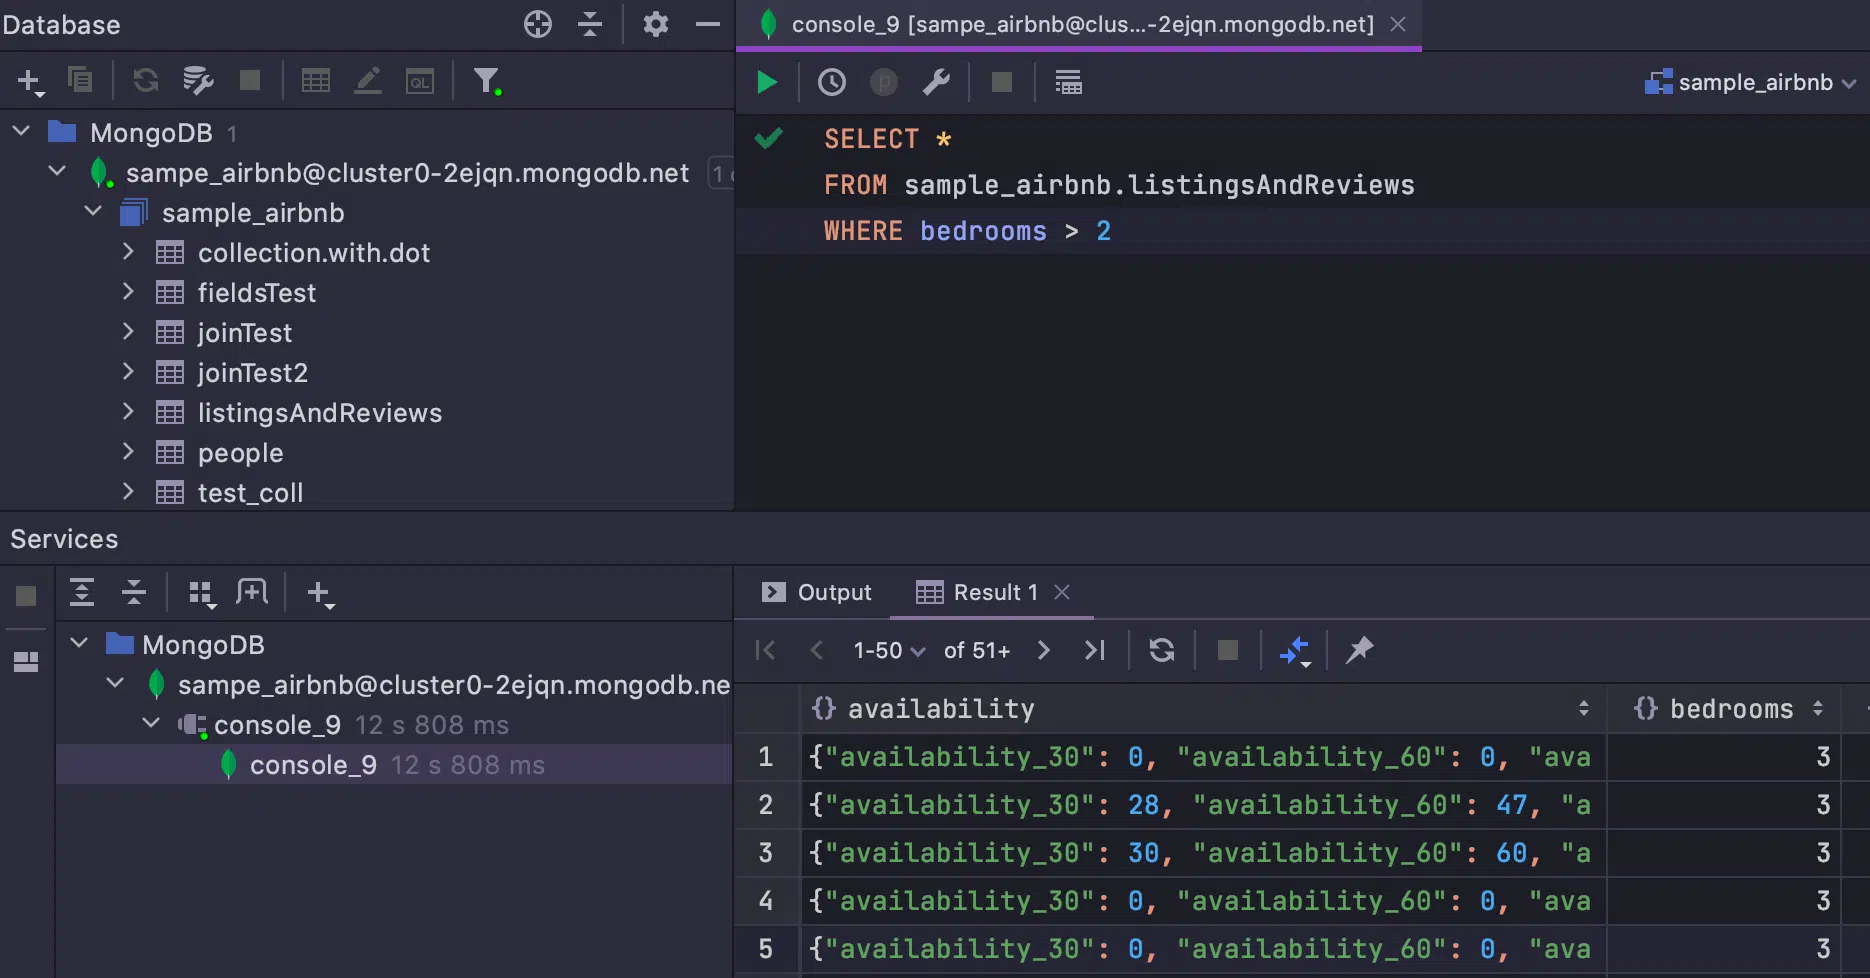 Database
MongoDB 1
sampe_airbnb@cluster0-2ejqn.mongodb.net 1
sample_airbnb
collection.with.dot
fieldsTest
joinTest
joinTest2
listingsAndReviews
people
test_coll
console_9 [sampe_airbnb@clus...-2ejqn.mongodb.net]
sample_airbnb
SELECT *
FROM sample_airbnb.listingsAndReviews
WHERE bedrooms > 2
Services
MongoDB
sampe_airbnb@cluster0-2ejqn.mongodb.ne
console_9 12 s 808 ms
console_9 12 s 808 ms
Output Result 1
1-50 of 51+
{} availability {} bedrooms
1 {"availability_30": 0, "availability_60": 0, "ava 3
2 {"availability_30": 28, "availability_60": 47, "a 3
3 {"availability_30": 30, "availability_60": 60, "a 3
4 {"availability_30": 0, "availability_60": 0, "ava 3
5 {"availability_30": 0, "availability_60": 0, "ava 3